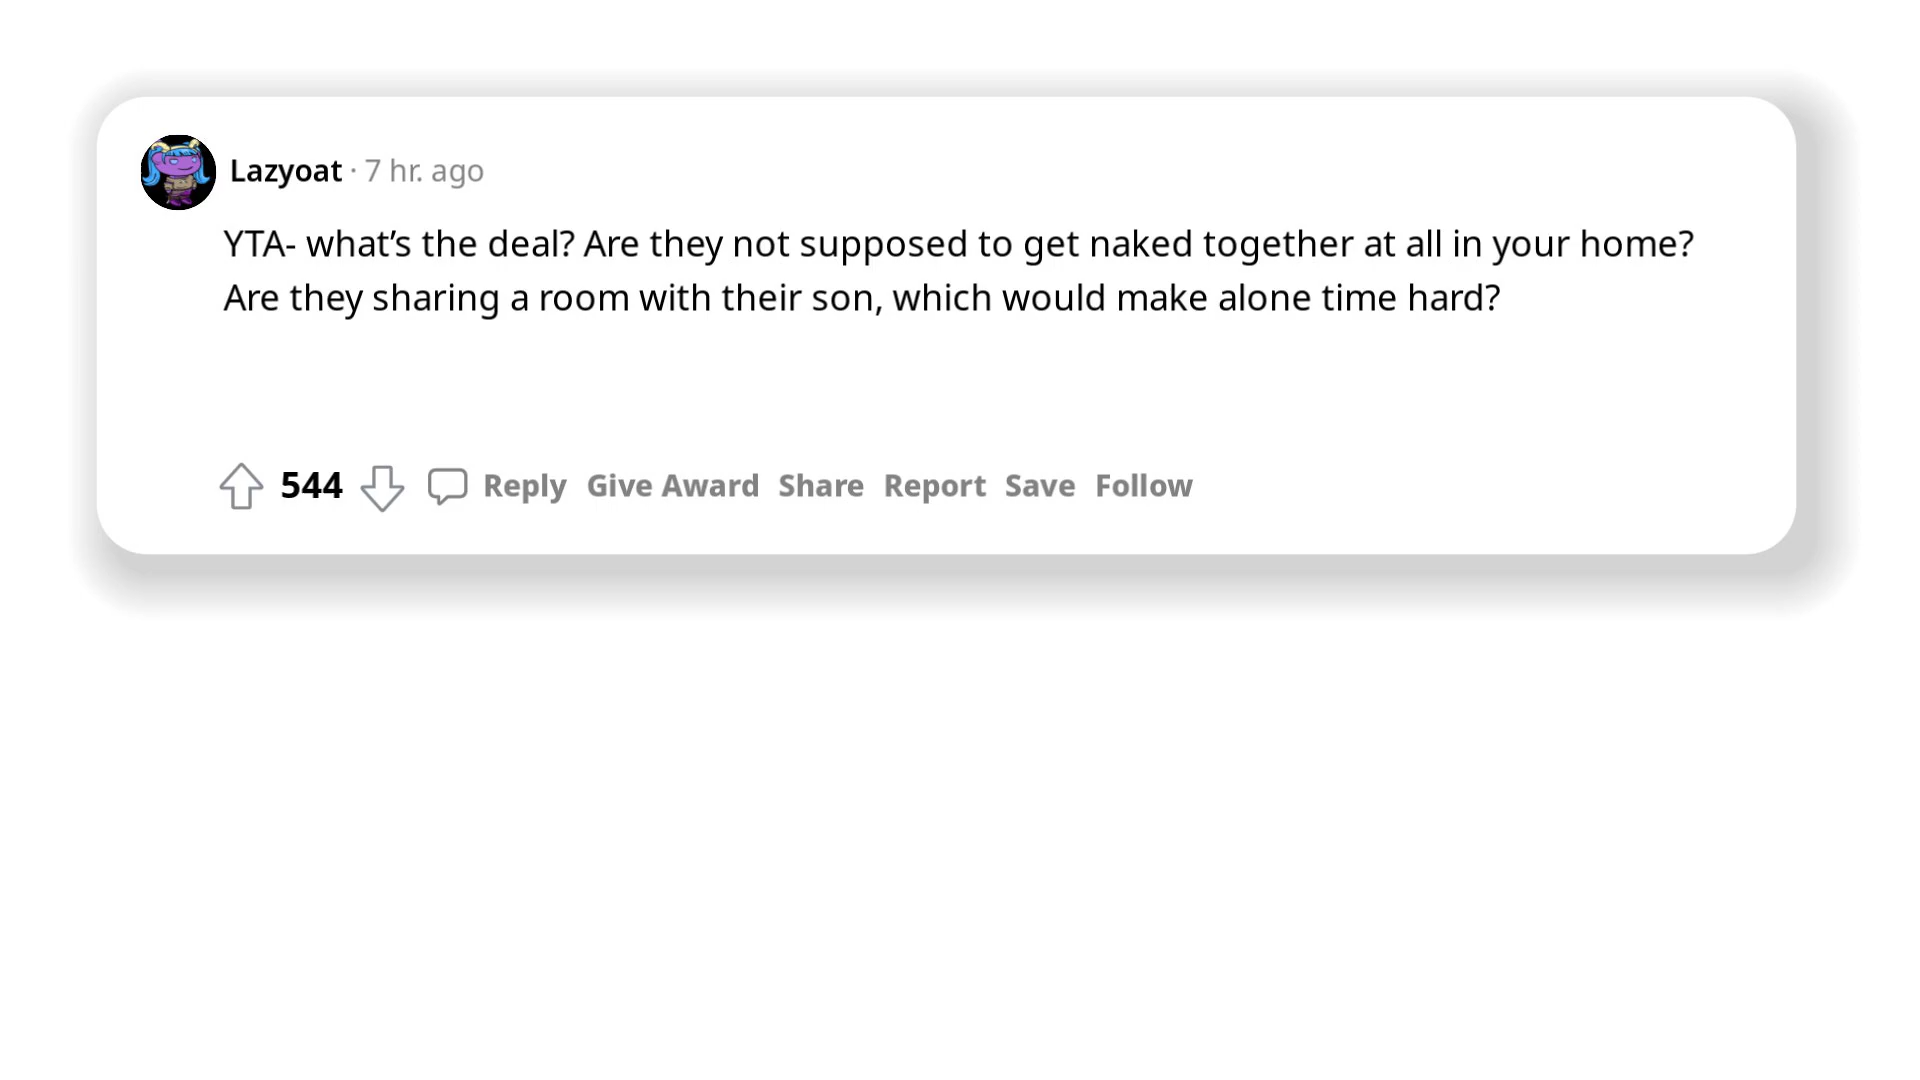 Lazyoat · 7 hr. ago
YTA- what’s the deal? Are they not supposed to get naked together at all in your home?
Are they sharing a room with their son, which would make alone time hard?
544 Reply Give Award Share Report Save Follow